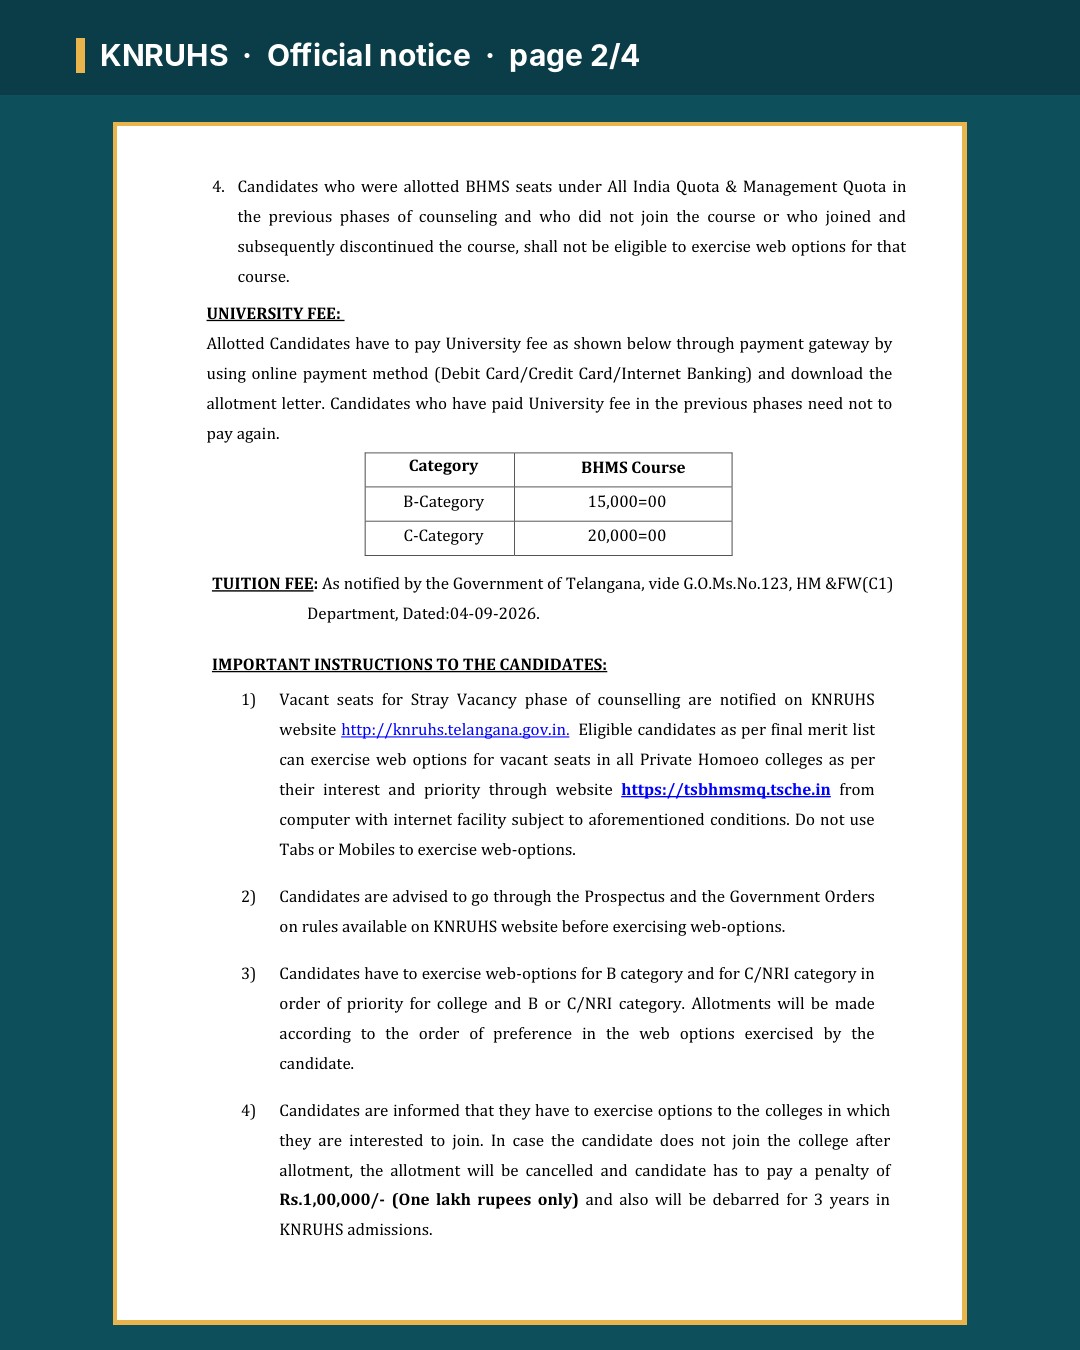 KNRUHS · Official notice · page 2/4
4. Candidates who were allotted BHMS seats under All India Quota & Management Quota in
the previous phases of counseling and who did not join the course or who joined and
subsequently discontinued the course, shall not be eligible to exercise web options for that
course.
UNIVERSITY FEE:
Allotted Candidates have to pay University fee as shown below through payment gateway by
using online payment method (Debit Card/Credit Card/Internet Banking) and download the
allotment letter. Candidates who have paid University fee in the previous phases need not to
pay again.
Category BHMS Course
B-Category 15,000=00
C-Category 20,000=00
TUITION FEE: As notified by the Government of Telangana, vide G.O.Ms.No.123, HM &FW(C1)
Department, Dated:04-09-2026.
IMPORTANT INSTRUCTIONS TO THE CANDIDATES:
1) Vacant seats for Stray Vacancy phase of counselling are notified on KNRUHS
website http://knruhs.telangana.gov.in. Eligible candidates as per final merit list
can exercise web options for vacant seats in all Private Homoeo colleges as per
their interest and priority through website https://tsbhmsmq.tsche.in from
computer with internet facility subject to aforementioned conditions. Do not use
Tabs or Mobiles to exercise web-options.
2) Candidates are advised to go through the Prospectus and the Government Orders
on rules available on KNRUHS website before exercising web-options.
3) Candidates have to exercise web-options for B category and for C/NRI category in
order of priority for college and B or C/NRI category. Allotments will be made
according to the order of preference in the web options exercised by the
candidate.
4) Candidates are informed that they have to exercise options to the colleges in which
they are interested to join. In case the candidate does not join the college after
allotment, the allotment will be cancelled and candidate has to pay a penalty of
Rs.1,00,000/- (One lakh rupees only) and also will be debarred for 3 years in
KNRUHS admissions.